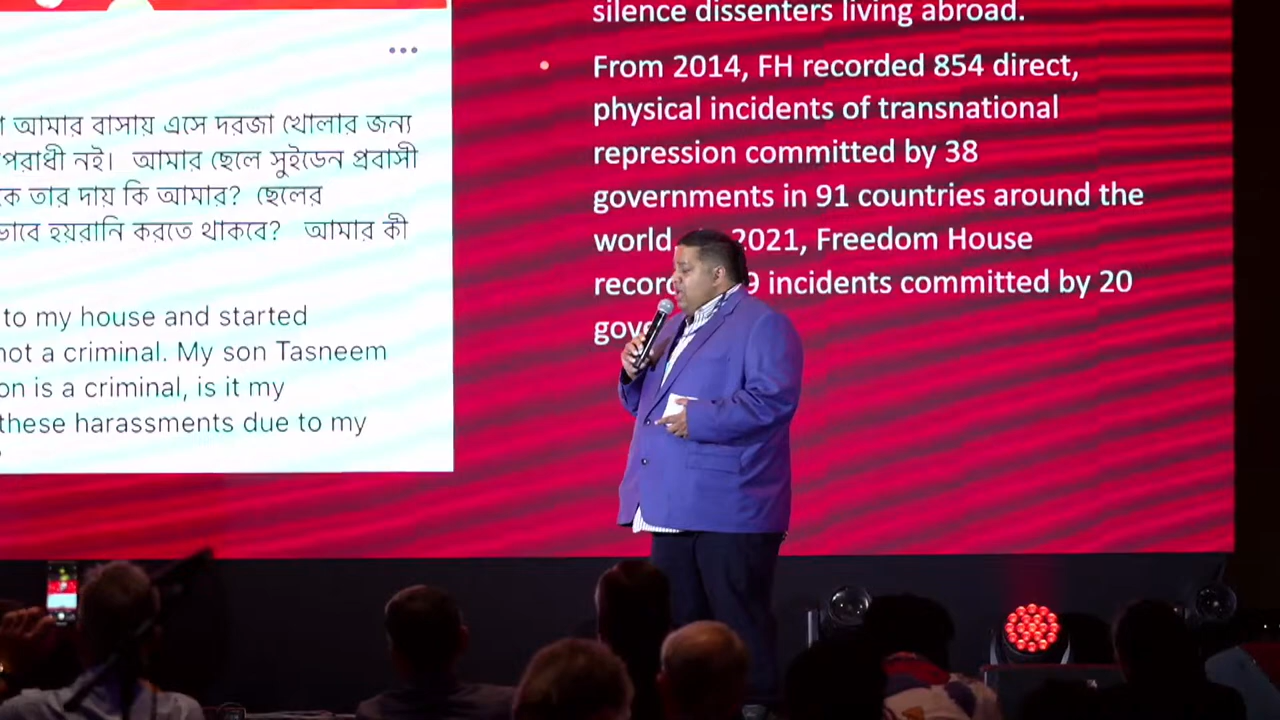 আমার বাসায় এসে দরজা খোলার জন্য
নই। আমার ছেলে সুইডেন প্রবাসী
তার দায় কি আমার? ছেলের
হয়রানি করতে থাকবে? আমার কী
to my house and started
not a criminal. My son Tasneem
is a criminal, is it my
these harassments due to my
silence dissenters living abroad.
From 2014, FH recorded 854 direct,
physical incidents of transnational
repression committed by 38
governments in 91 countries around the
world 2021, Freedom House
incidents committed by 20